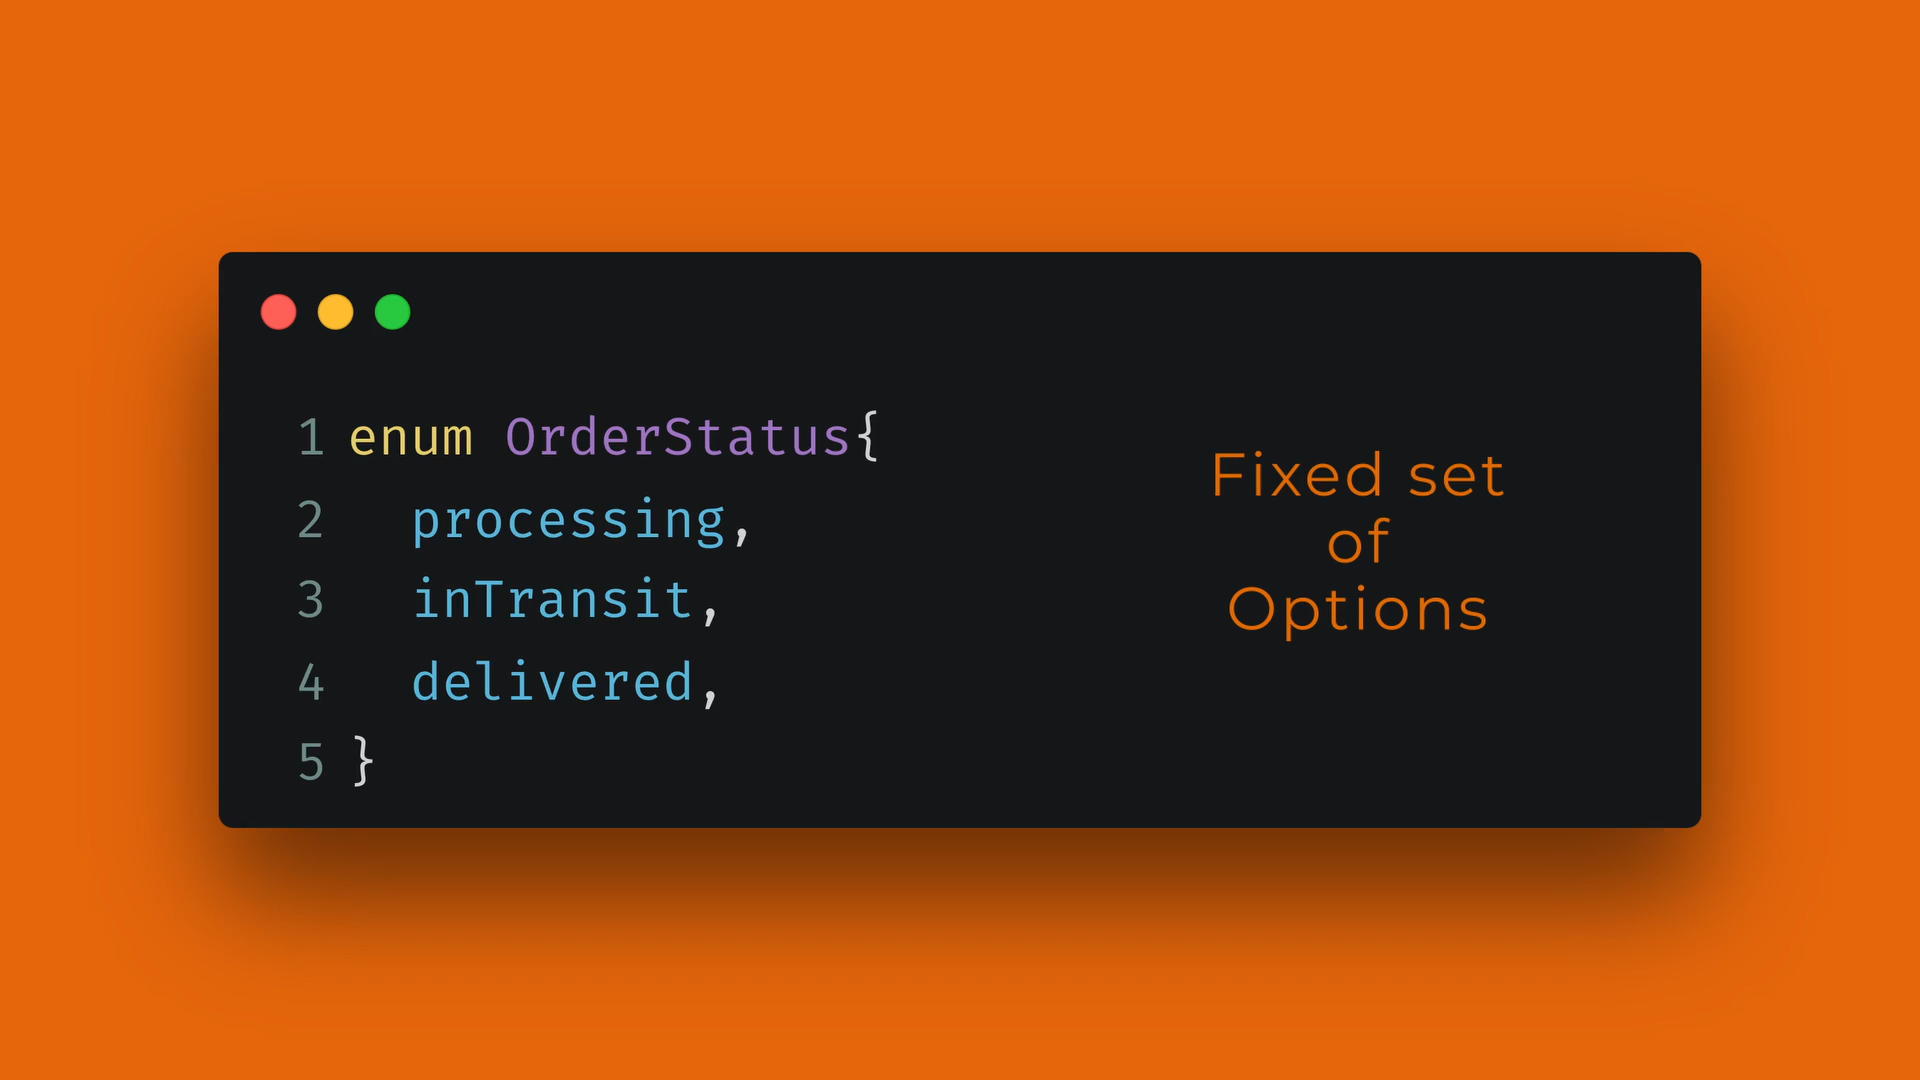 1 enum OrderStatus{
2   processing,
3   inTransit,
4   delivered,
5 }
Fixed set
of
Options